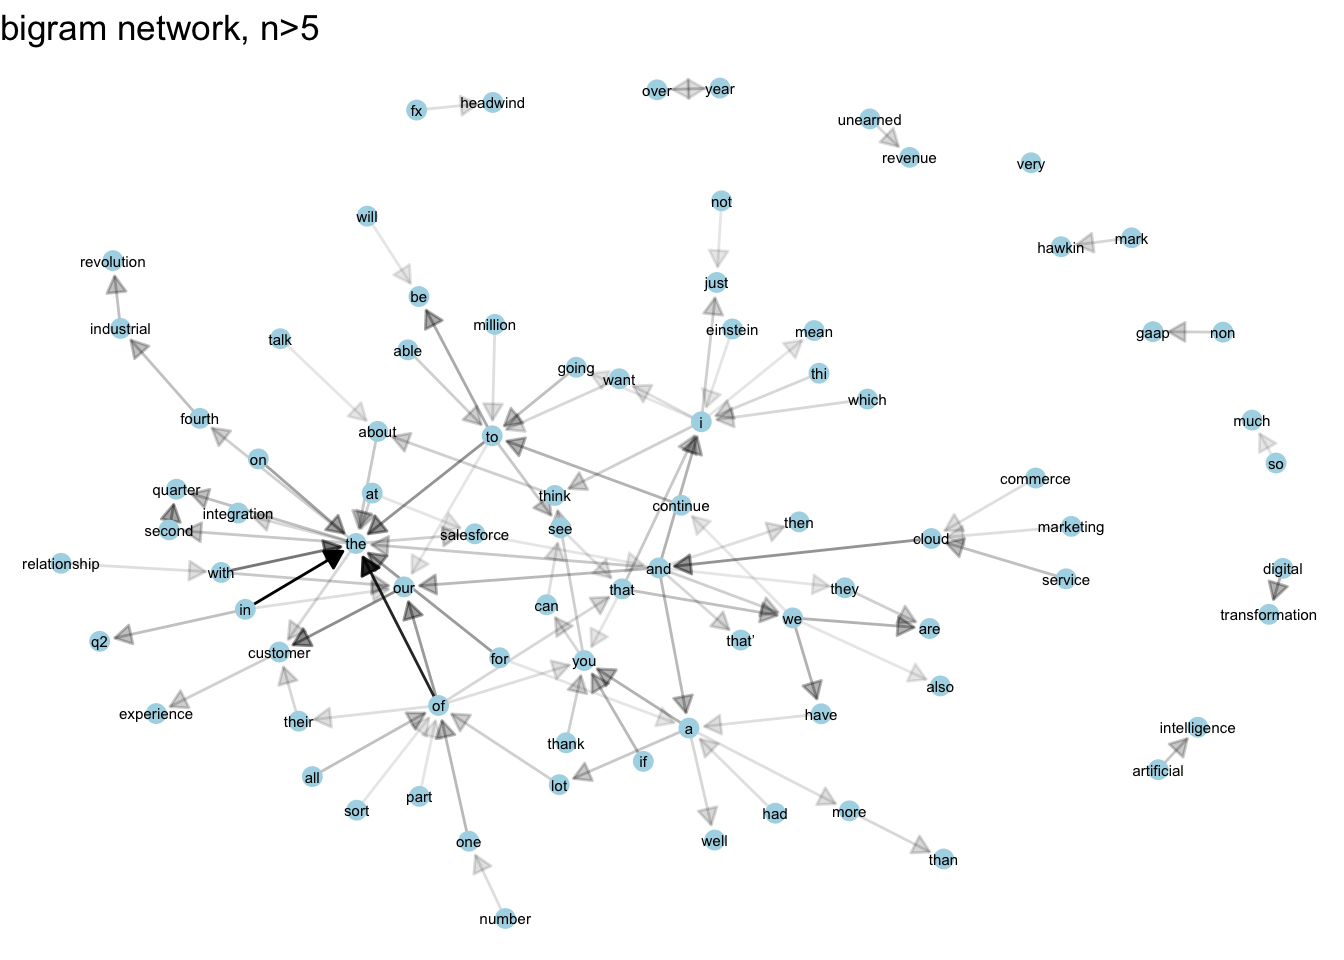 bigram network, n>5
over
year
fx
headwind
unearned
revenue
very
not
will
mark
hawkin
revolution
just
be
industrial
million
einstein
mean
gaap
non
talk
able
going
want
thi
which
fourth
about
to
i
much
on
so
quarter
at
think
commerce
integration
continue
second
salesforce
see
then
marketing
the
cloud
relationship
with
and
service
digital
our
that
they
in
can
we
transformation
q2
that’
are
customer
for
you
also
experience
their
of
have
a
intelligence
thank
if
artificial
all
lot
sort
part
had
more
one
well
than
number